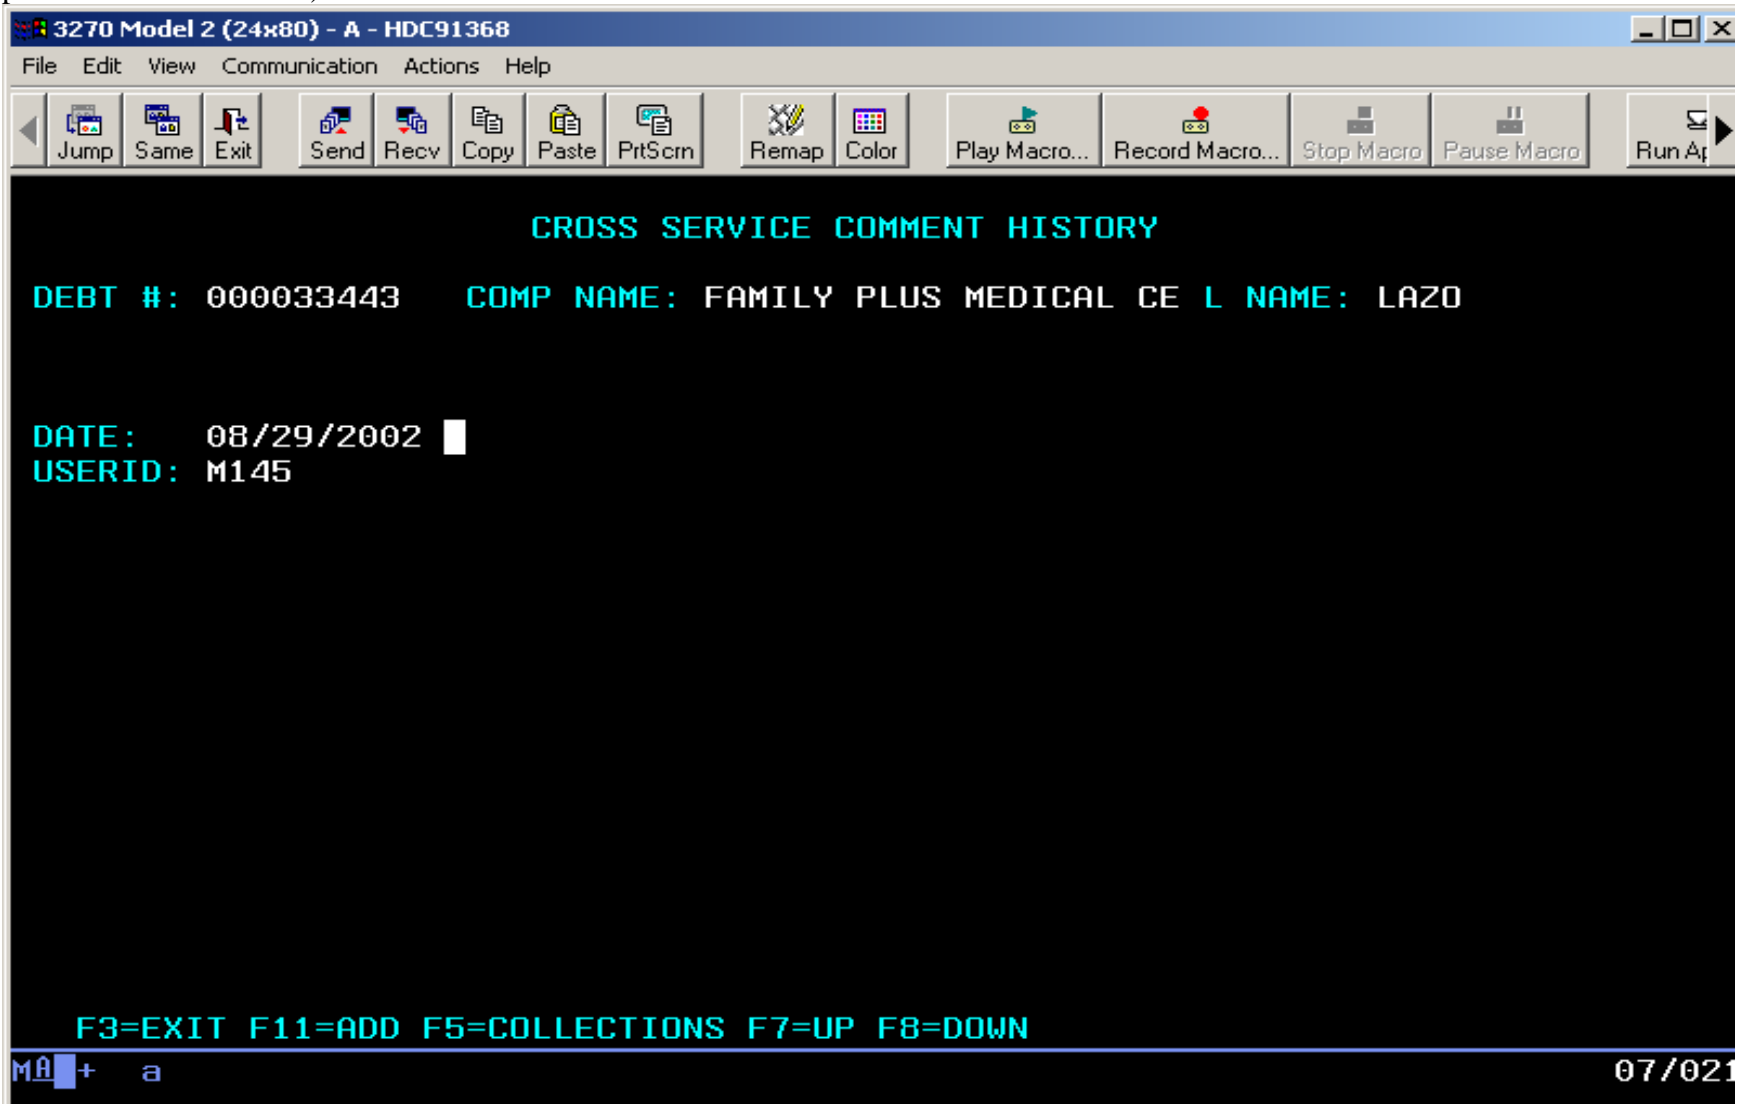 3270 Model 2 (24x80) - A - HDC91368
File Edit View Communication Actions Help
Jump Same Exit Send Recv Copy Paste PrtScrn Remap Color Play Macro... Record Macro... Stop Macro Pause Macro Run
CROSS SERVICE COMMENT HISTORY
DEBT #: 000033443 COMP NAME: FAMILY PLUS MEDICAL CE L NAME: LAZO
DATE: 08/29/2002
USERID: M145
F3=EXIT F11=ADD F5=COLLECTIONS F7=UP F8=DOWN
MA + a 07/021